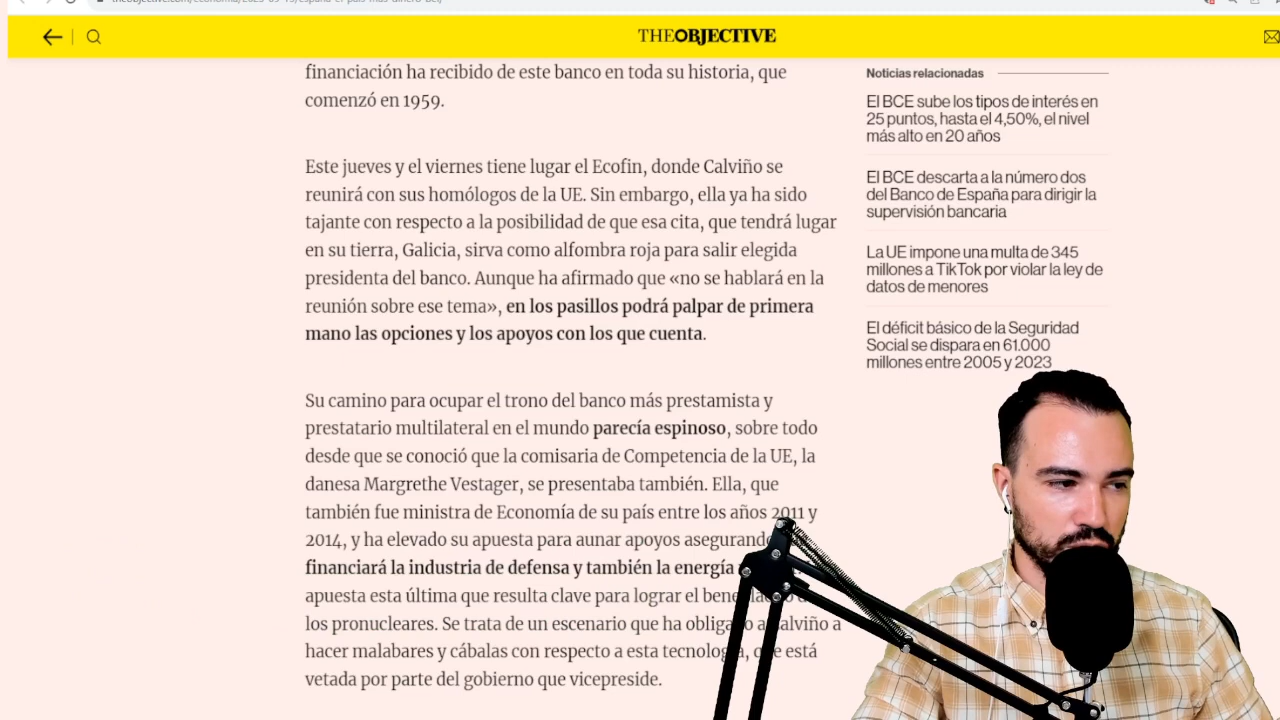 THEOBJECTIVE
financiación ha recibido de este banco en toda su historia, que
comenzó en 1959.
Este jueves y el viernes tiene lugar el Ecofin, donde Calviño se
reunirá con sus homólogos de la UE. Sin embargo, ella ya ha sido
tajante con respecto a la posibilidad de que esa cita, que tendrá lugar
en su tierra, Galicia, sirva como alfombra roja para salir elegida
presidenta del banco. Aunque ha afirmado que «no se hablará en la
reunión sobre ese tema», en los pasillos podrá palpar de primera
mano las opciones y los apoyos con los que cuenta.
Su camino para ocupar el trono del banco más prestamista y
prestatario multilateral en el mundo parecía espinoso, sobre todo
desde que se conoció que la comisaria de Competencia de la UE, la
danesa Margrethe Vestager, se presentaba también. Ella, que
también fue ministra de Economía de su país entre los años 2011 y
2014, y ha elevado su apuesta para aunar apoyos asegurando
financiará la industria de defensa y también la energía
apuesta esta última que resulta clave para lograr el
los pronucleares. Se trata de un escenario que ha obligado a Calviño a
hacer malabares y cábalas con respecto a esta tecnología, que está
vetada por parte del gobierno que vicepreside.
Noticias relacionadas
El BCE sube los tipos de interés en
25 puntos, hasta el 4,50%, el nivel
más alto en 20 años
El BCE descarta a la número dos
del Banco de España para dirigir la
supervisión bancaria
La UE impone una multa de 345
millones a TikTok por violar la ley de
datos de menores
El déficit básico de la Seguridad
Social se dispara en 61.000
millones entre 2005 y 2023